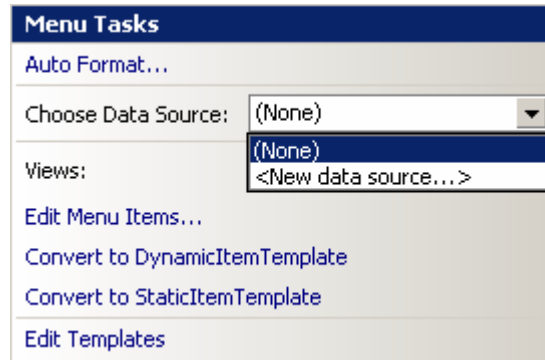 Menu Tasks
Auto Format...
Choose Data Source: (None)
(None)
<New data source...>
Views:
Edit Menu Items...
Convert to DynamicItemTemplate
Convert to StaticItemTemplate
Edit Templates